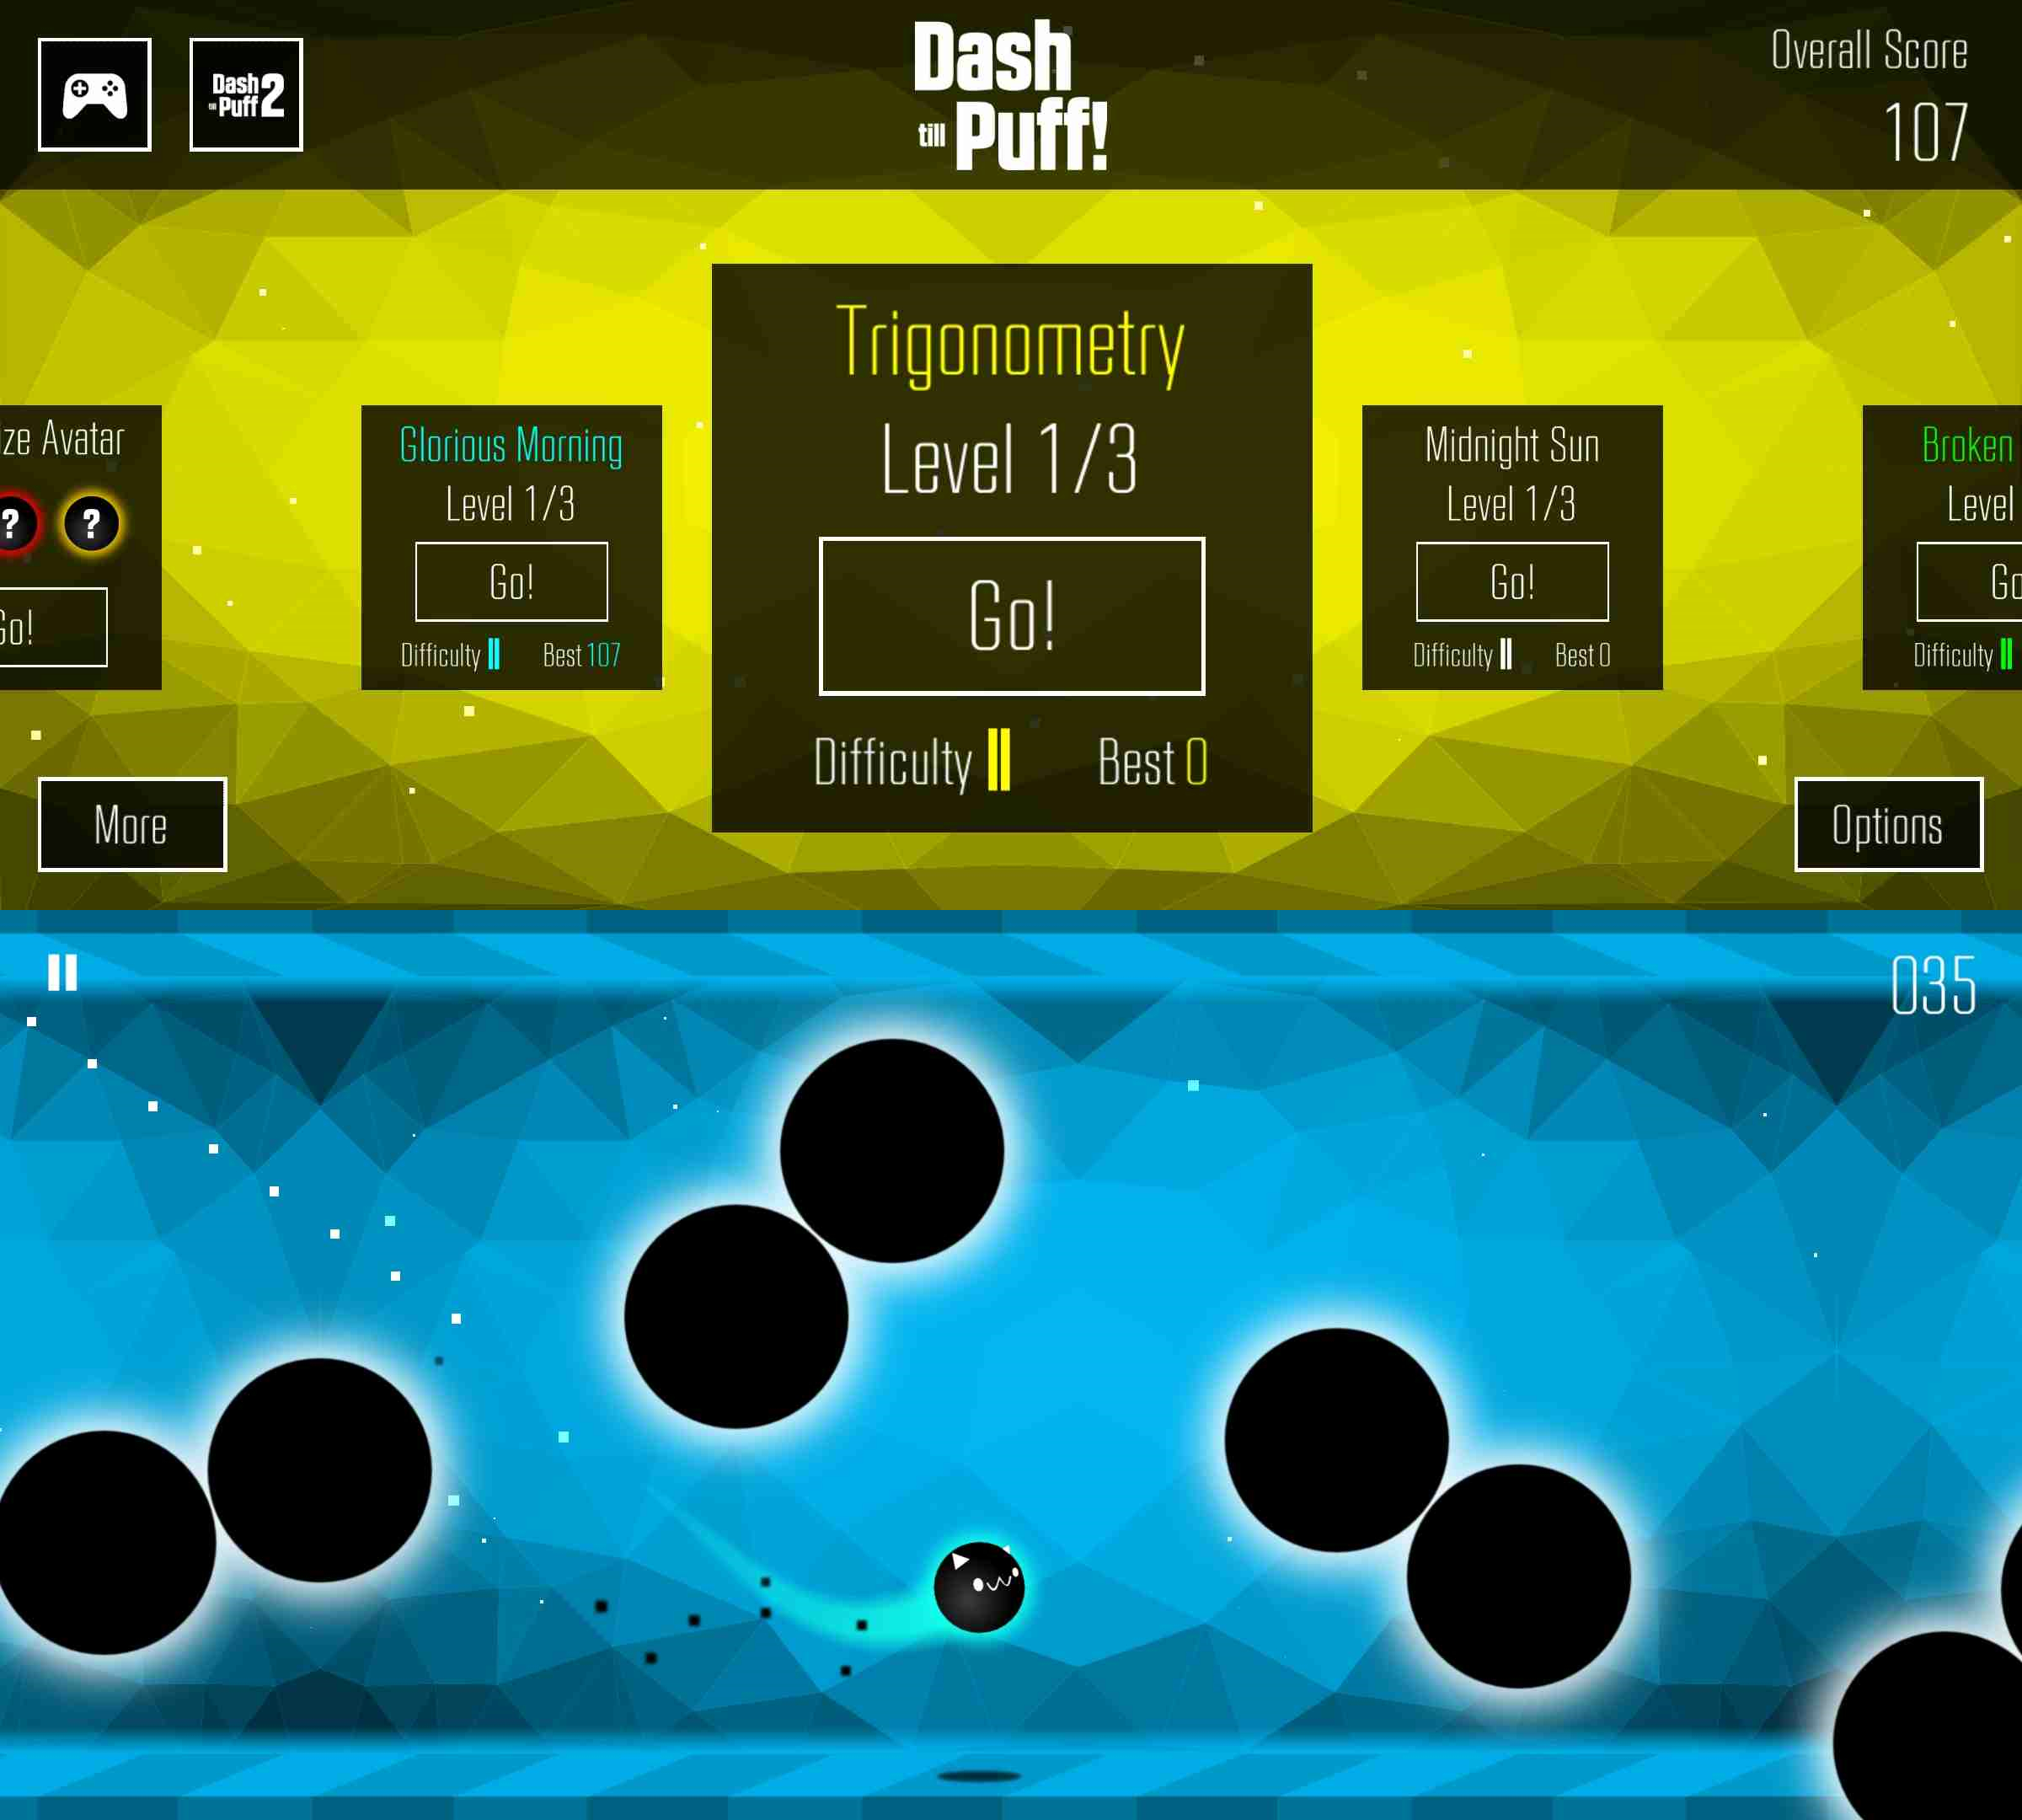 Dash
till Puff!
Dash 2
Puff
Overall Score
107
ze Avatar
?
?
Go!
Glorious Morning
Level 1/3
Go!
Difficulty
Best 107
Trigonometry
Level 1/3
Go!
Difficulty
Best 0
Midnight Sun
Level 1/3
Go!
Difficulty
Best 0
Broken
Level
Go
Difficulty
More
Options
035